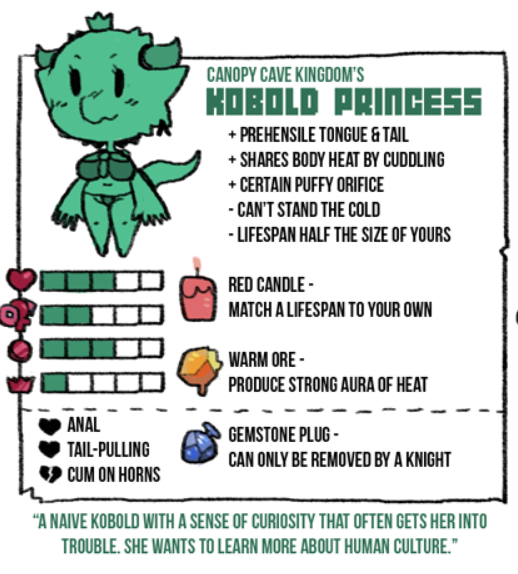 CANOPY CAVE KINGDOM'S
KOBOLD PRINCESS
+ PREHENSILE TONGUE & TAIL
+ SHARES BODY HEAT BY CUDDLING
+ CERTAIN PUFFY ORIFICE
- CAN'T STAND THE COLD
- LIFESPAN HALF THE SIZE OF YOURS
RED CANDLE -
MATCH A LIFESPAN TO YOUR OWN
WARM ORE -
PRODUCE STRONG AURA OF HEAT
ANAL
TAIL-PULLING
CUM ON HORNS
GEMSTONE PLUG -
CAN ONLY BE REMOVED BY A KNIGHT
"A NAIVE KOBOLD WITH A SENSE OF CURIOSITY THAT OFTEN GETS HER INTO
TROUBLE. SHE WANTS TO LEARN MORE ABOUT HUMAN CULTURE."